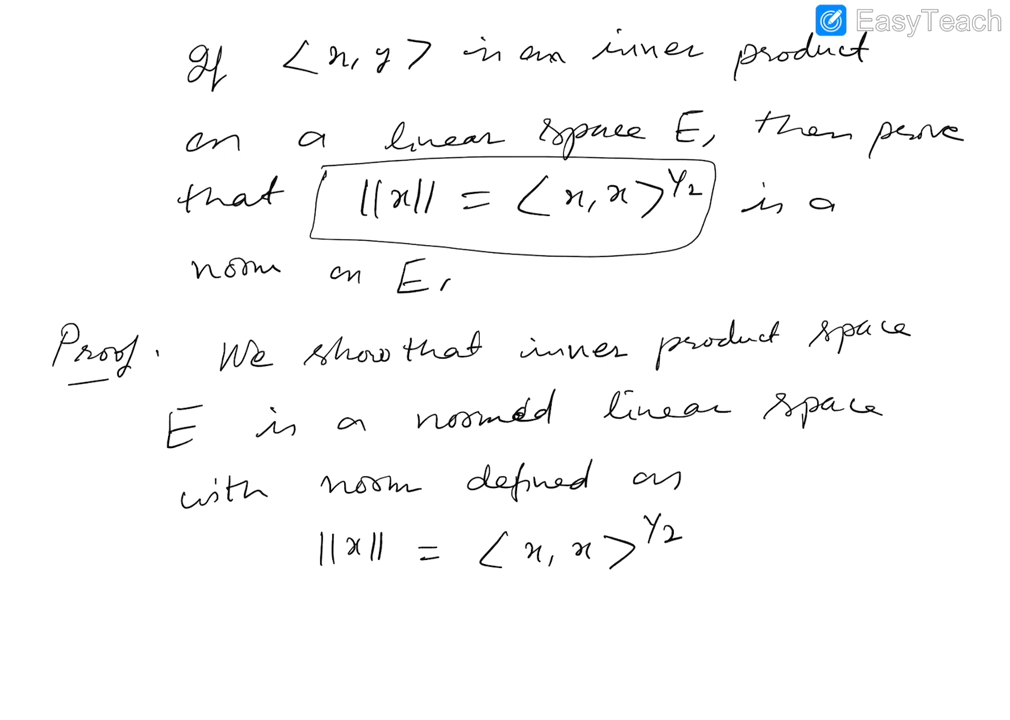 EasyTeach
If <x, y> is an inner product
on a linear space E, then prove
that ||x|| = <x, x>^1/2 is a
norm on E.
Proof. We show that inner product space
E is a normed linear space
with norm defined as
||x|| = <x, x>^1/2